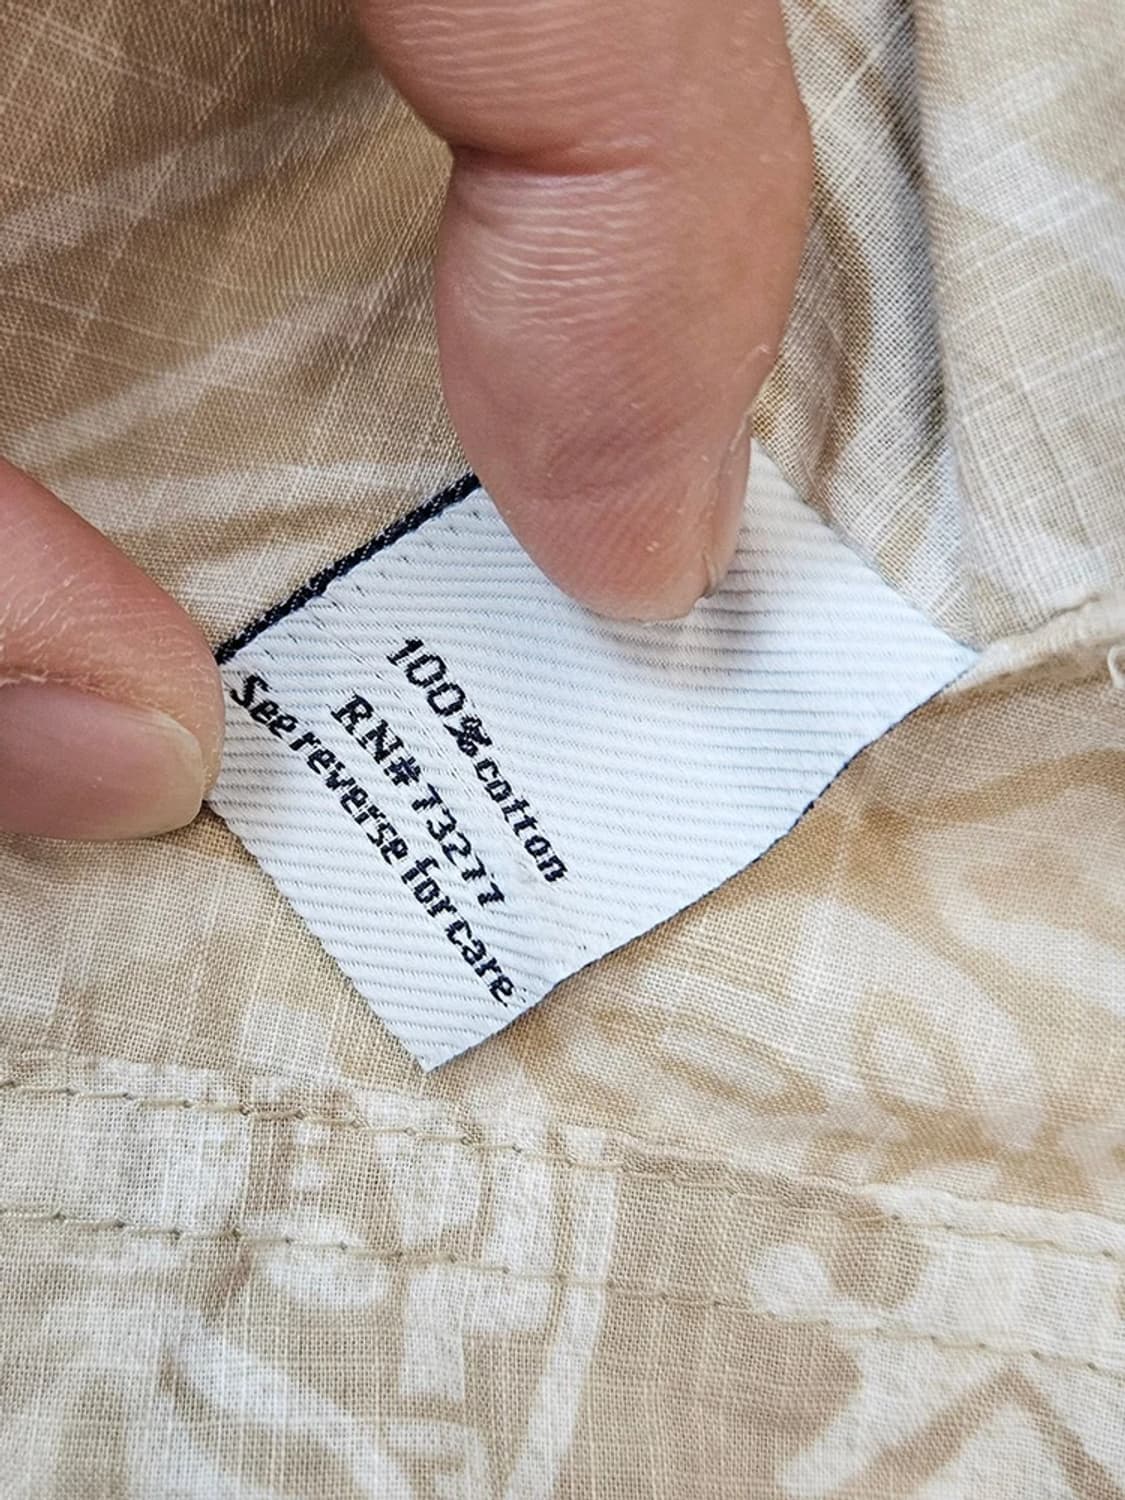 100% cotton
RN# 73277
See reverse for care